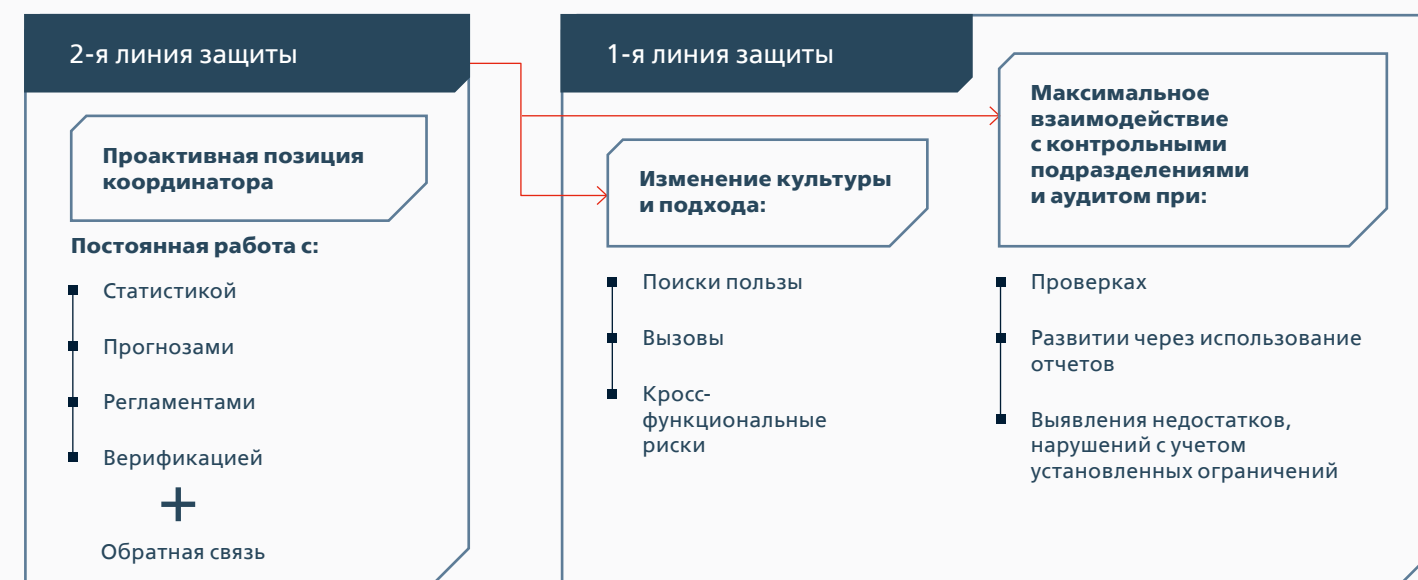 2-я линия защиты
Проактивная позиция
координатора
Постоянная работа с:
Статистикой
Прогнозами
Регламентами
Верификацией
+
Обратная связь
1-я линия защиты
Изменение культуры
и подхода:
Поиски пользы
Вызовы
Кросс-
функциональные
риски
Максимальное
взаимодействие
с контрольными
подразделениями
и аудитом при:
Проверках
Развитии через использование
отчетов
Выявления недостатков,
нарушений с учетом
установленных ограничений